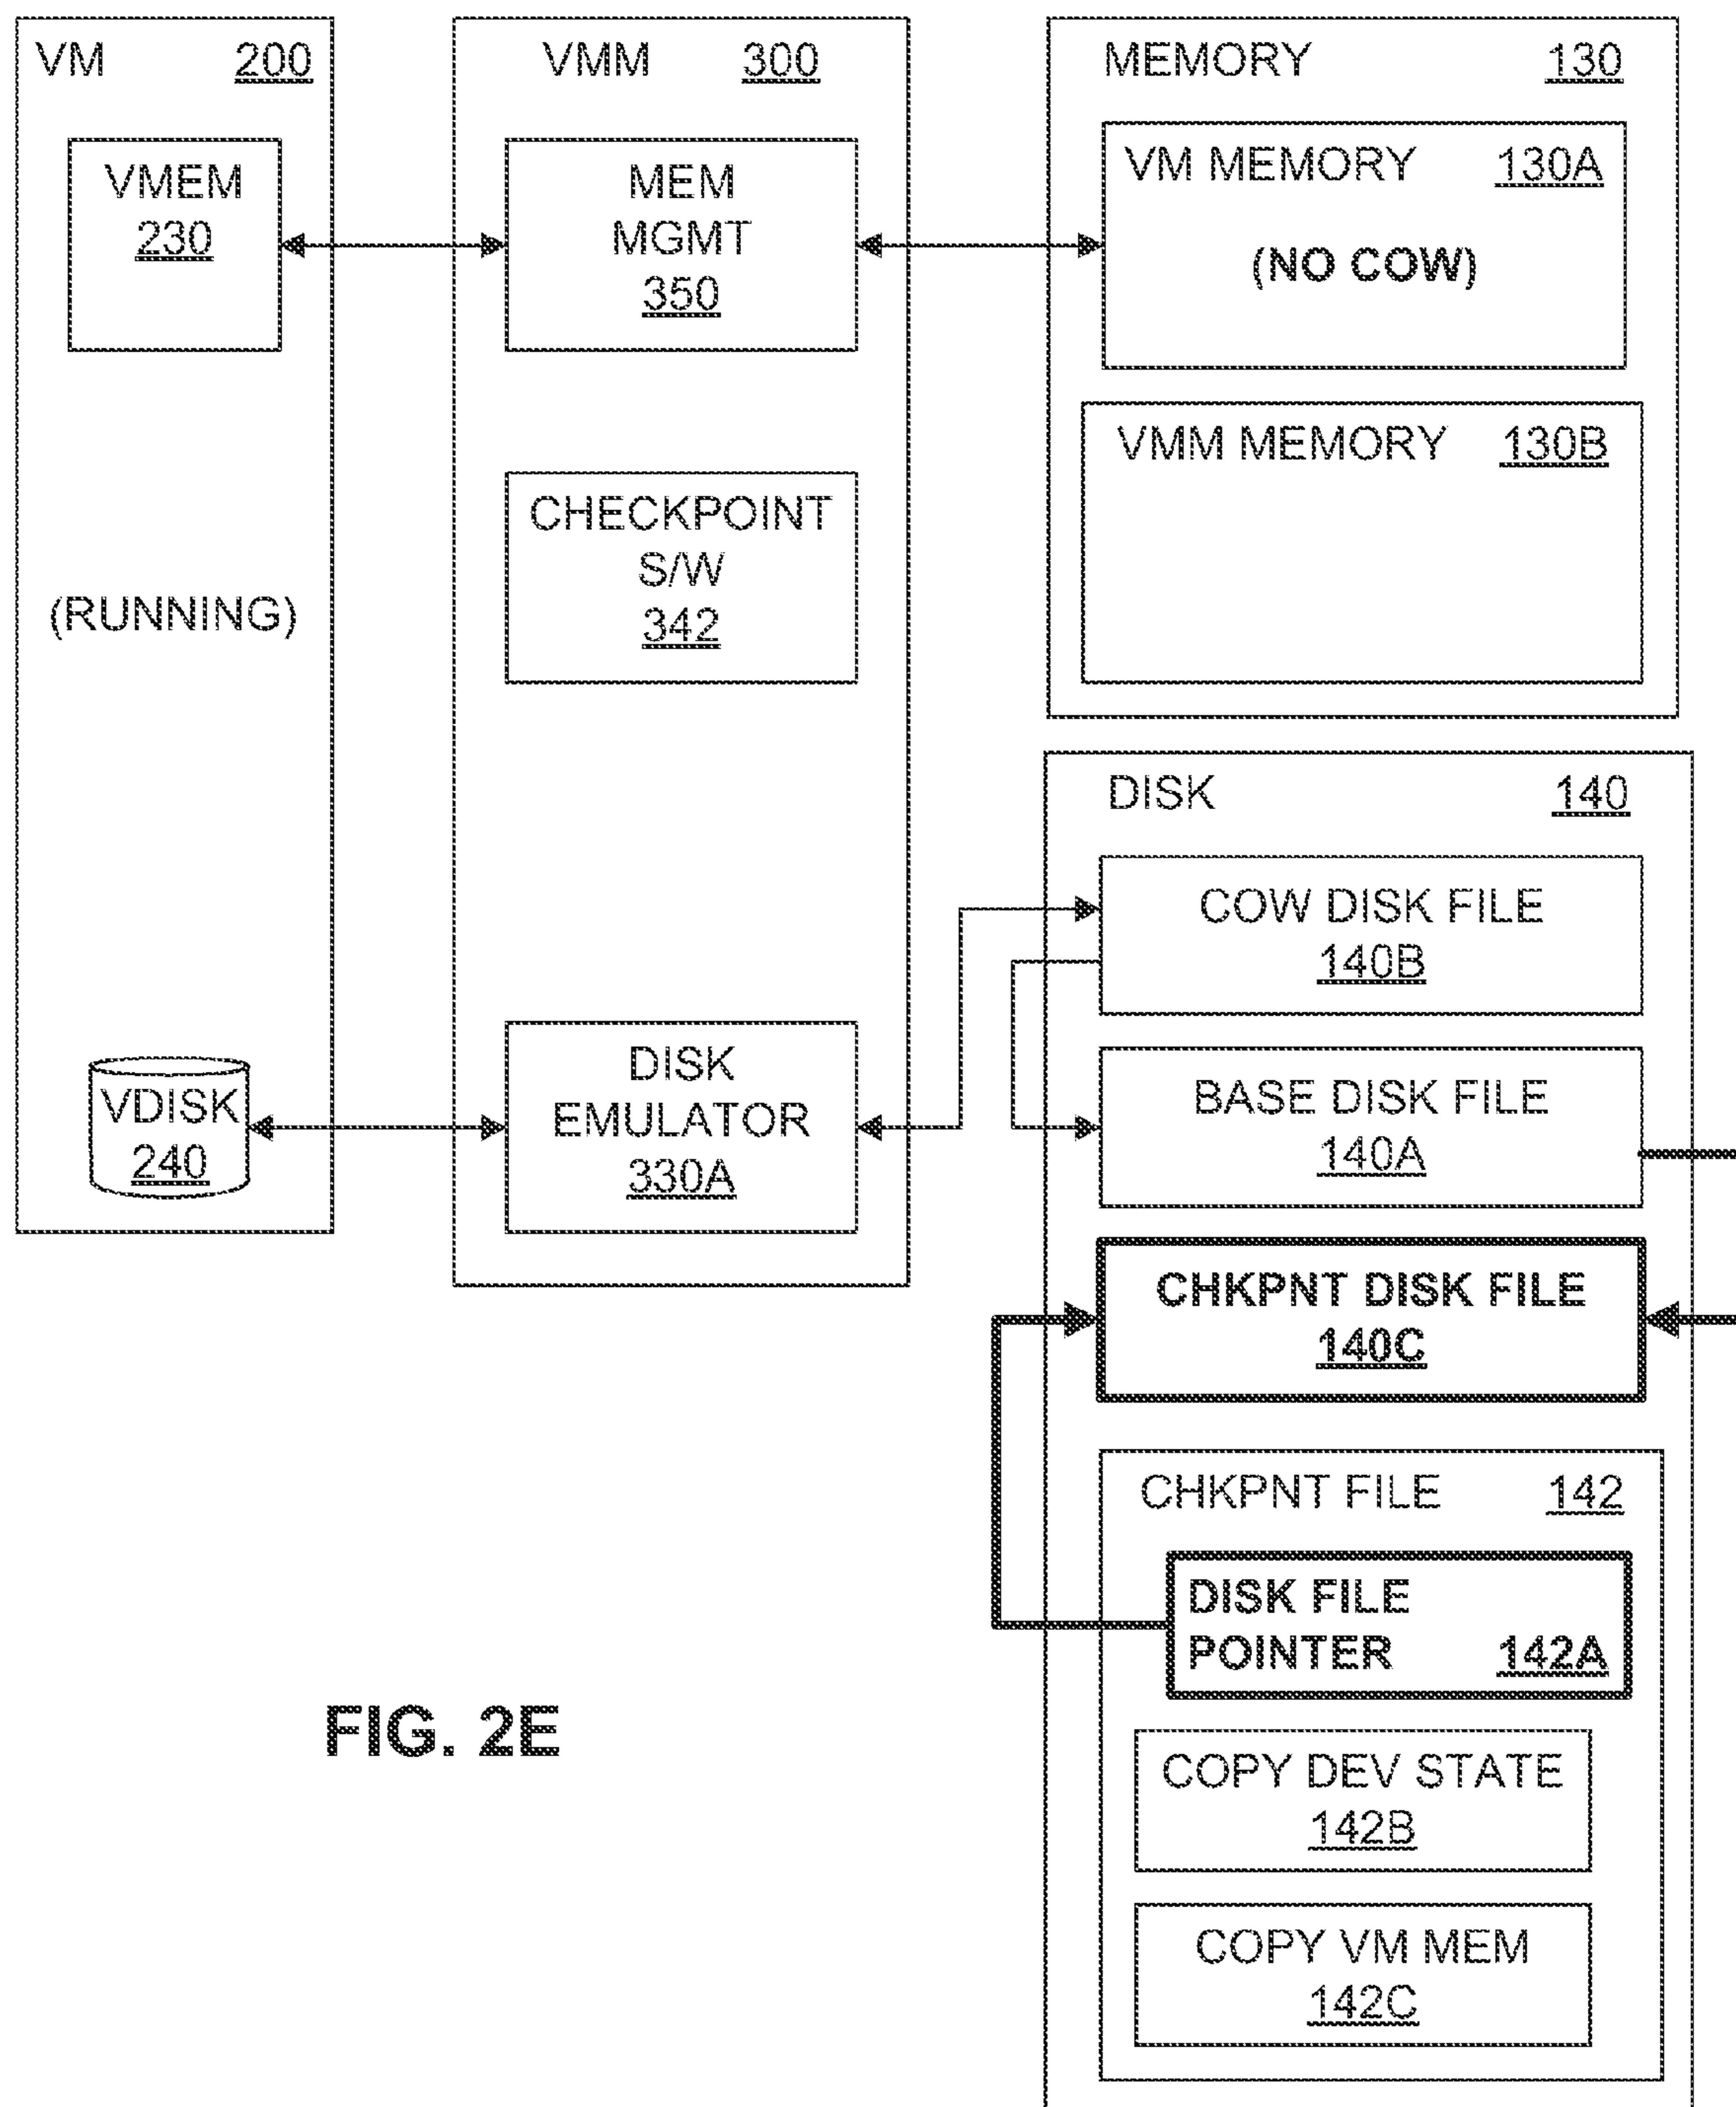 VM 200
VMEM
230
(RUNNING)
VDISK
240
VMM 300
MEM
MGMT
350
CHECKPOINT
S/W
342
DISK
EMULATOR
330A
MEMORY 130
VM MEMORY 130A
(NO COW)
VMM MEMORY 130B
DISK 140
COW DISK FILE
140B
BASE DISK FILE
140A
CHKPNT DISK FILE
140C
CHKPNT FILE 142
DISK FILE
POINTER 142A
COPY DEV STATE
142B
COPY VM MEM
142C
FIG. 2E